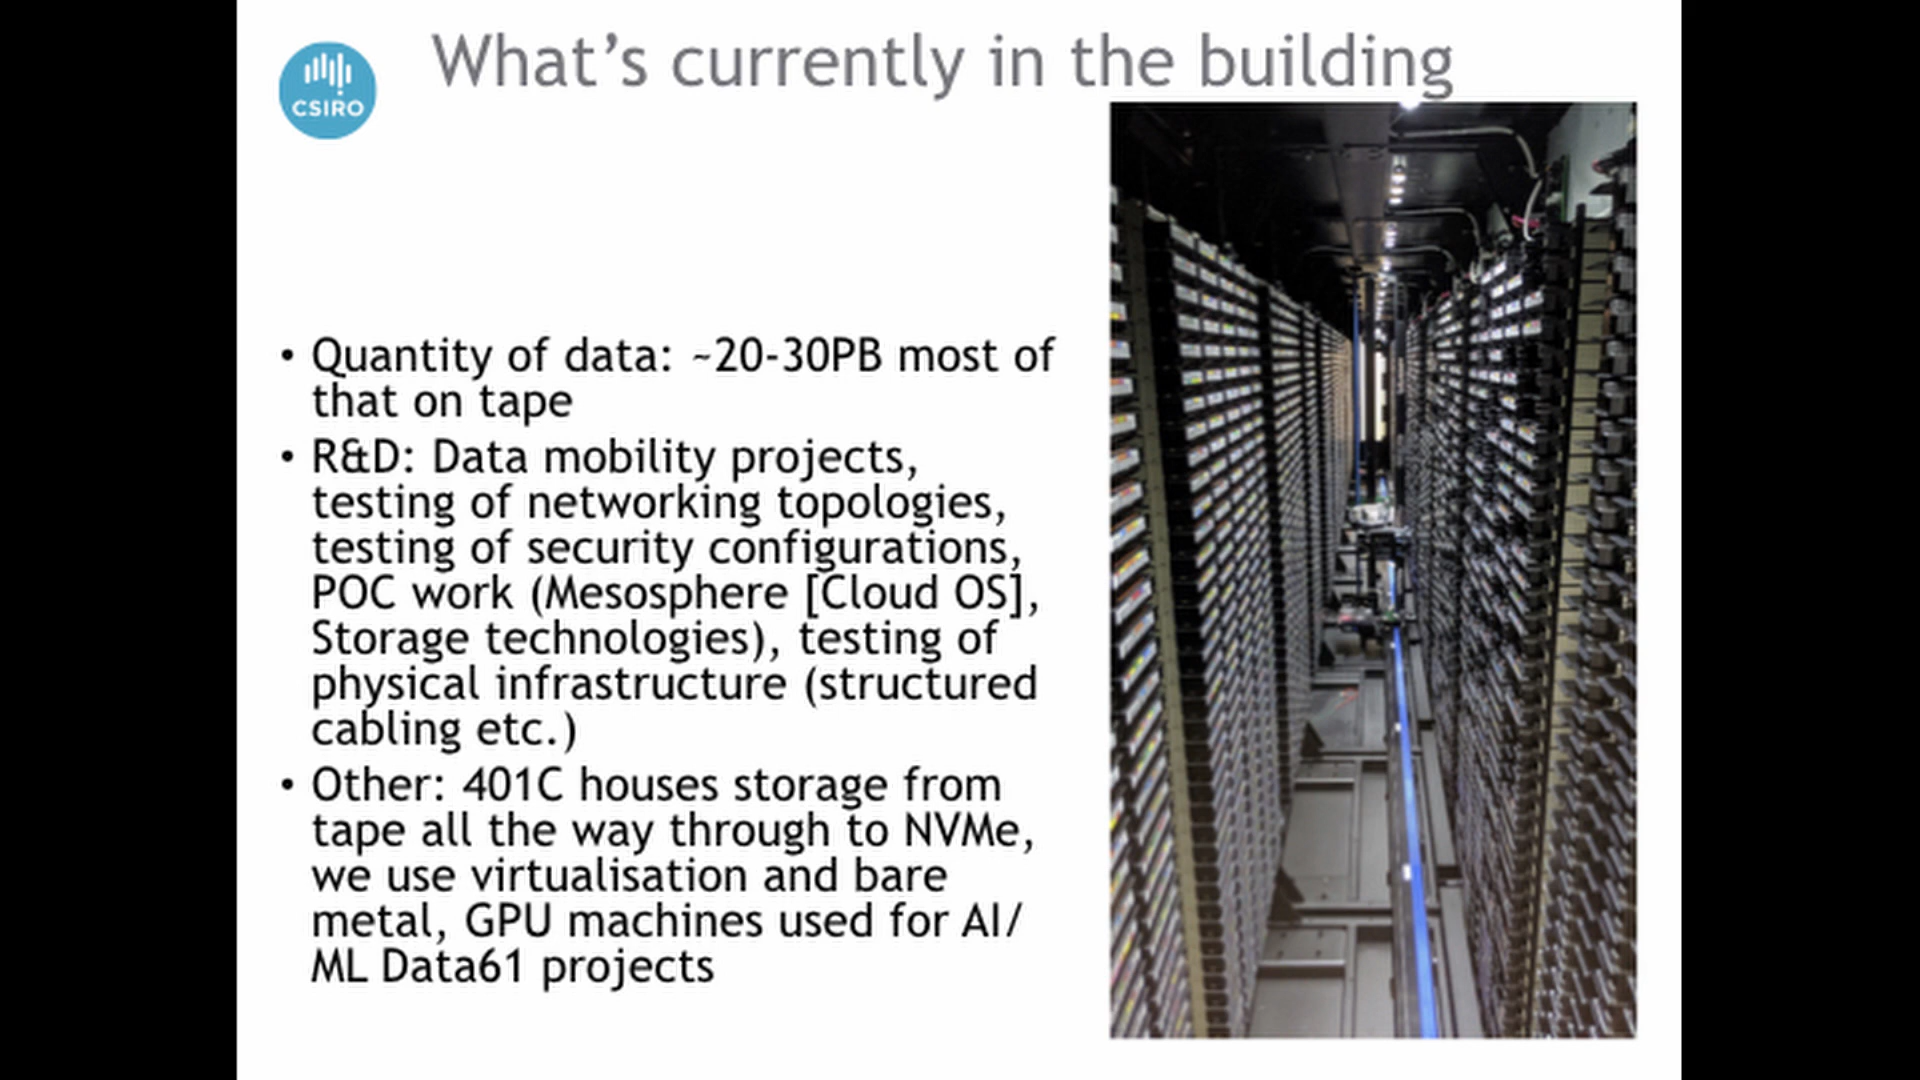 What's currently in the building
CSIRO
• Quantity of data: ~20-30PB most of
that on tape
• R&D: Data mobility projects,
testing of networking topologies,
testing of security configurations,
POC work (Mesosphere [Cloud OS],
Storage technologies), testing of
physical infrastructure (structured
cabling etc.)
• Other: 401C houses storage from
tape all the way through to NVMe,
we use virtualisation and bare
metal, GPU machines used for AI/
ML Data61 projects